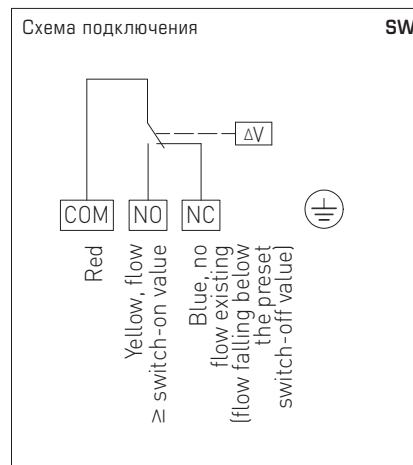 Схема подключения
SW
ΔV
COM
NO
NC
Red
Yellow, flow
≥ switch-on value
Blue, no
flow existing
(flow falling below
the preset
switch-off value)